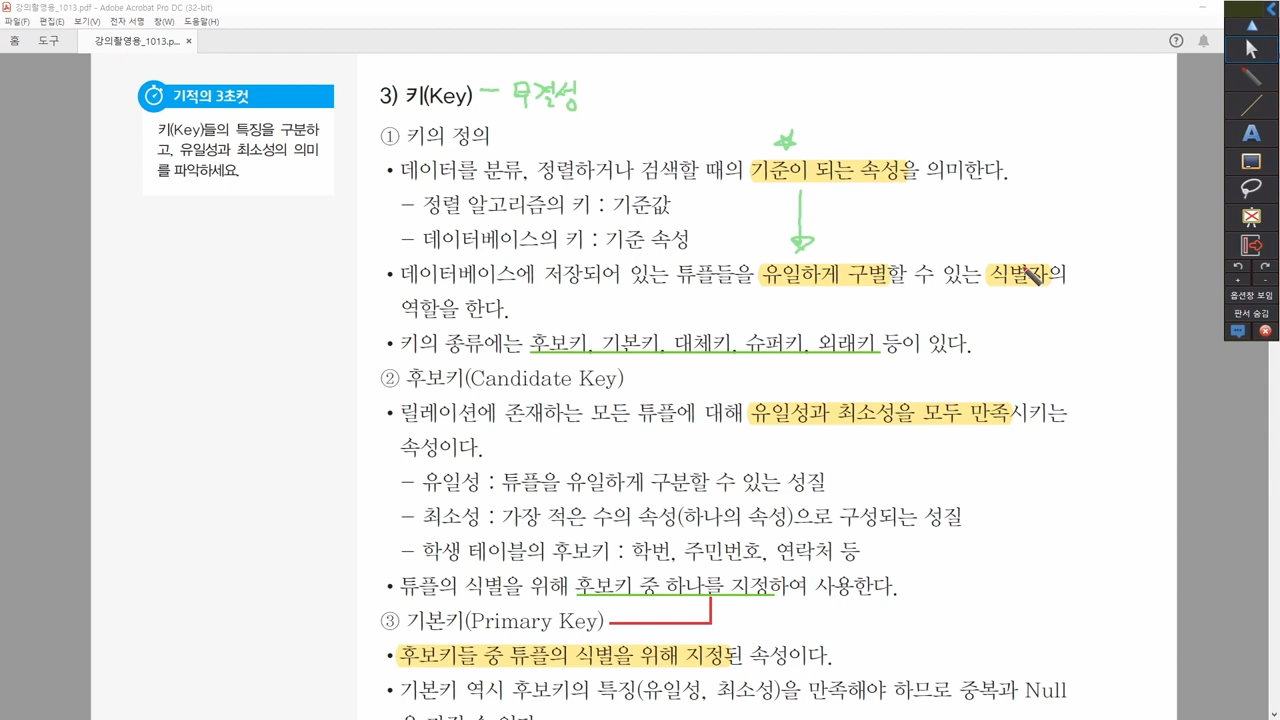 강의촬영용_1013.pdf - Adobe Acrobat Pro DC (32-bit)
파일(F) 편집(E) 보기(V) 전자 서명 창(W) 도움말(H)
홈 도구 강의촬영용_1013.p... ×
기적의 3초컷
키(Key)들의 특징을 구분하
고, 유일성과 최소성의 의미
를 파악하세요.
3) 키(Key) - 무결성
① 키의 정의
• 데이터를 분류, 정렬하거나 검색할 때의 기준이 되는 속성을 의미한다.
- 정렬 알고리즘의 키 : 기준값
- 데이터베이스의 키 : 기준 속성
• 데이터베이스에 저장되어 있는 튜플들을 유일하게 구별할 수 있는 식별자의
역할을 한다.
• 키의 종류에는 후보키, 기본키, 대체키, 슈퍼키, 외래키 등이 있다.
② 후보키(Candidate Key)
• 릴레이션에 존재하는 모든 튜플에 대해 유일성과 최소성을 모두 만족시키는
속성이다.
- 유일성 : 튜플을 유일하게 구분할 수 있는 성질
- 최소성 : 가장 적은 수의 속성(하나의 속성)으로 구성되는 성질
- 학생 테이블의 후보키 : 학번, 주민번호, 연락처 등
• 튜플의 식별을 위해 후보키 중 하나를 지정하여 사용한다.
③ 기본키(Primary Key)
• 후보키들 중 튜플의 식별을 위해 지정된 속성이다.
• 기본키 역시 후보키의 특징(유일성, 최소성)을 만족해야 하므로 중복과 Null
옵션창 보임
판서 숨김